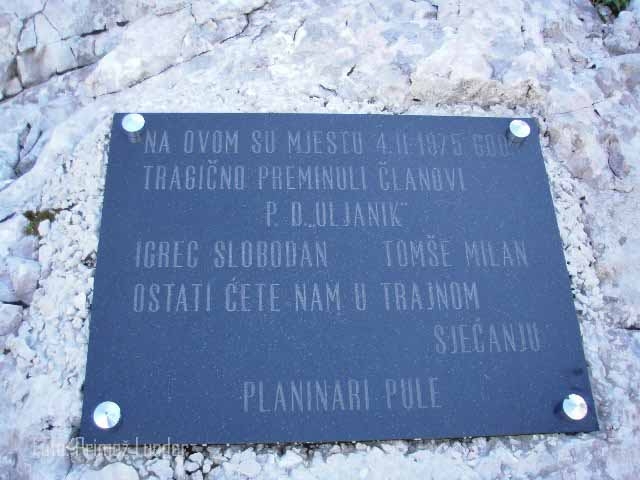 NA OVOM SU MJESTU 4.II-1975 GOD.
TRAGIČNO PREMINULI ČLANOVI
P. D. „ULJANIK"
IGREC SLOBODAN TOMŠE MILAN
OSTATI ĆETE NAM U TRAJNOM
SJEĆANJU
PLANINARI PULE